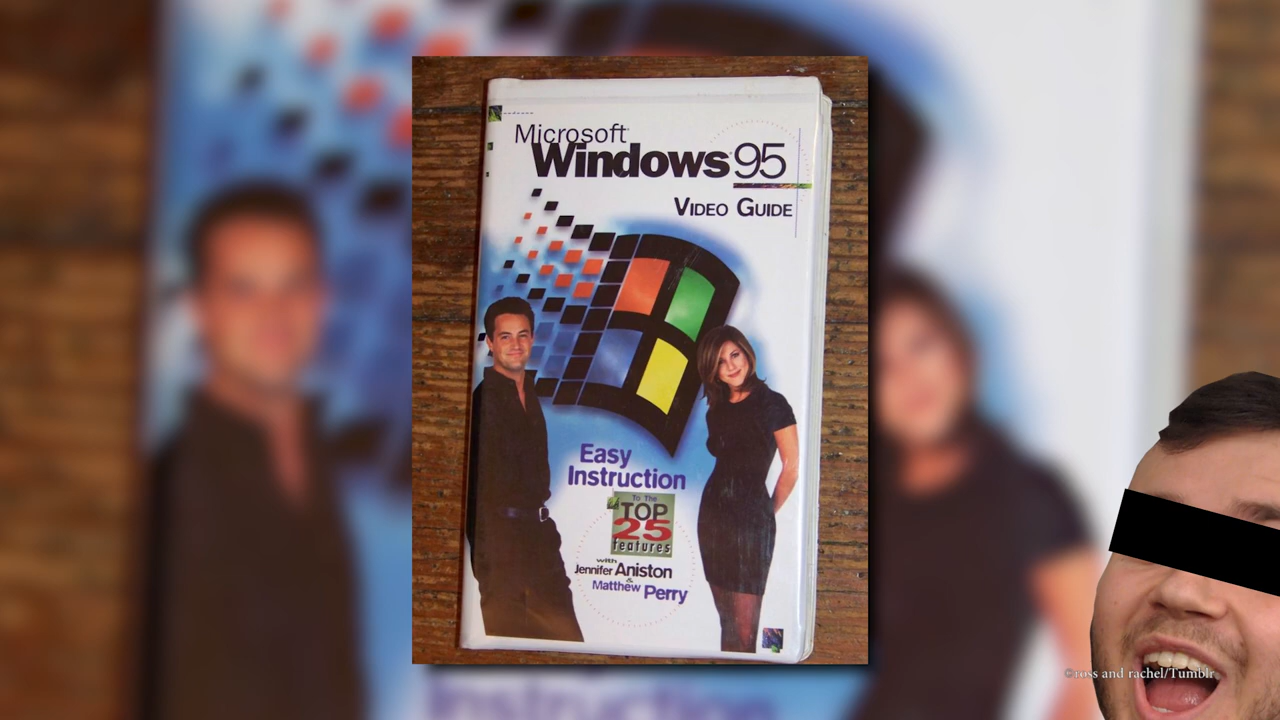 Microsoft
Windows 95
VIDEO GUIDE
Easy
Instruction
To The
TOP
25
features
with
Jennifer Aniston
&
Matthew Perry
©ross and rachel/Tumblr
Instruction